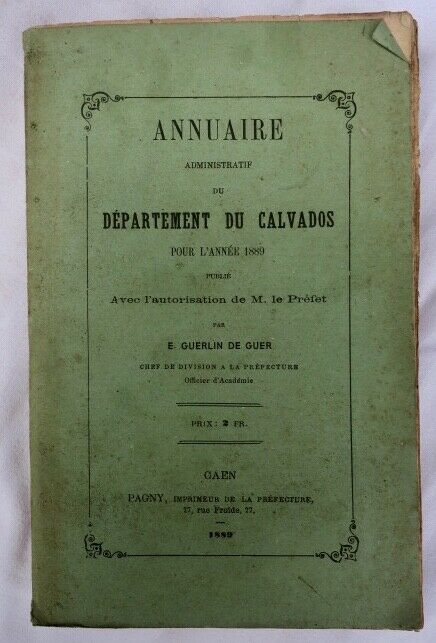 ANNUAIRE
ADMINISTRATIF
DU
DÉPARTEMENT DU CALVADOS
POUR L'ANNÉE 1889
PUBLIÉ
Avec l'autorisation de M. le Préfet
PAR
E. GUERLIN DE GUER
CHEF DE DIVISION A LA PRÉFECTURE
Officier d'Académie
PRIX : 2 FR.
CAEN
PAGNY, IMPRIMEUR DE LA PRÉFECTURE,
27, rue Froide, 27.
1889